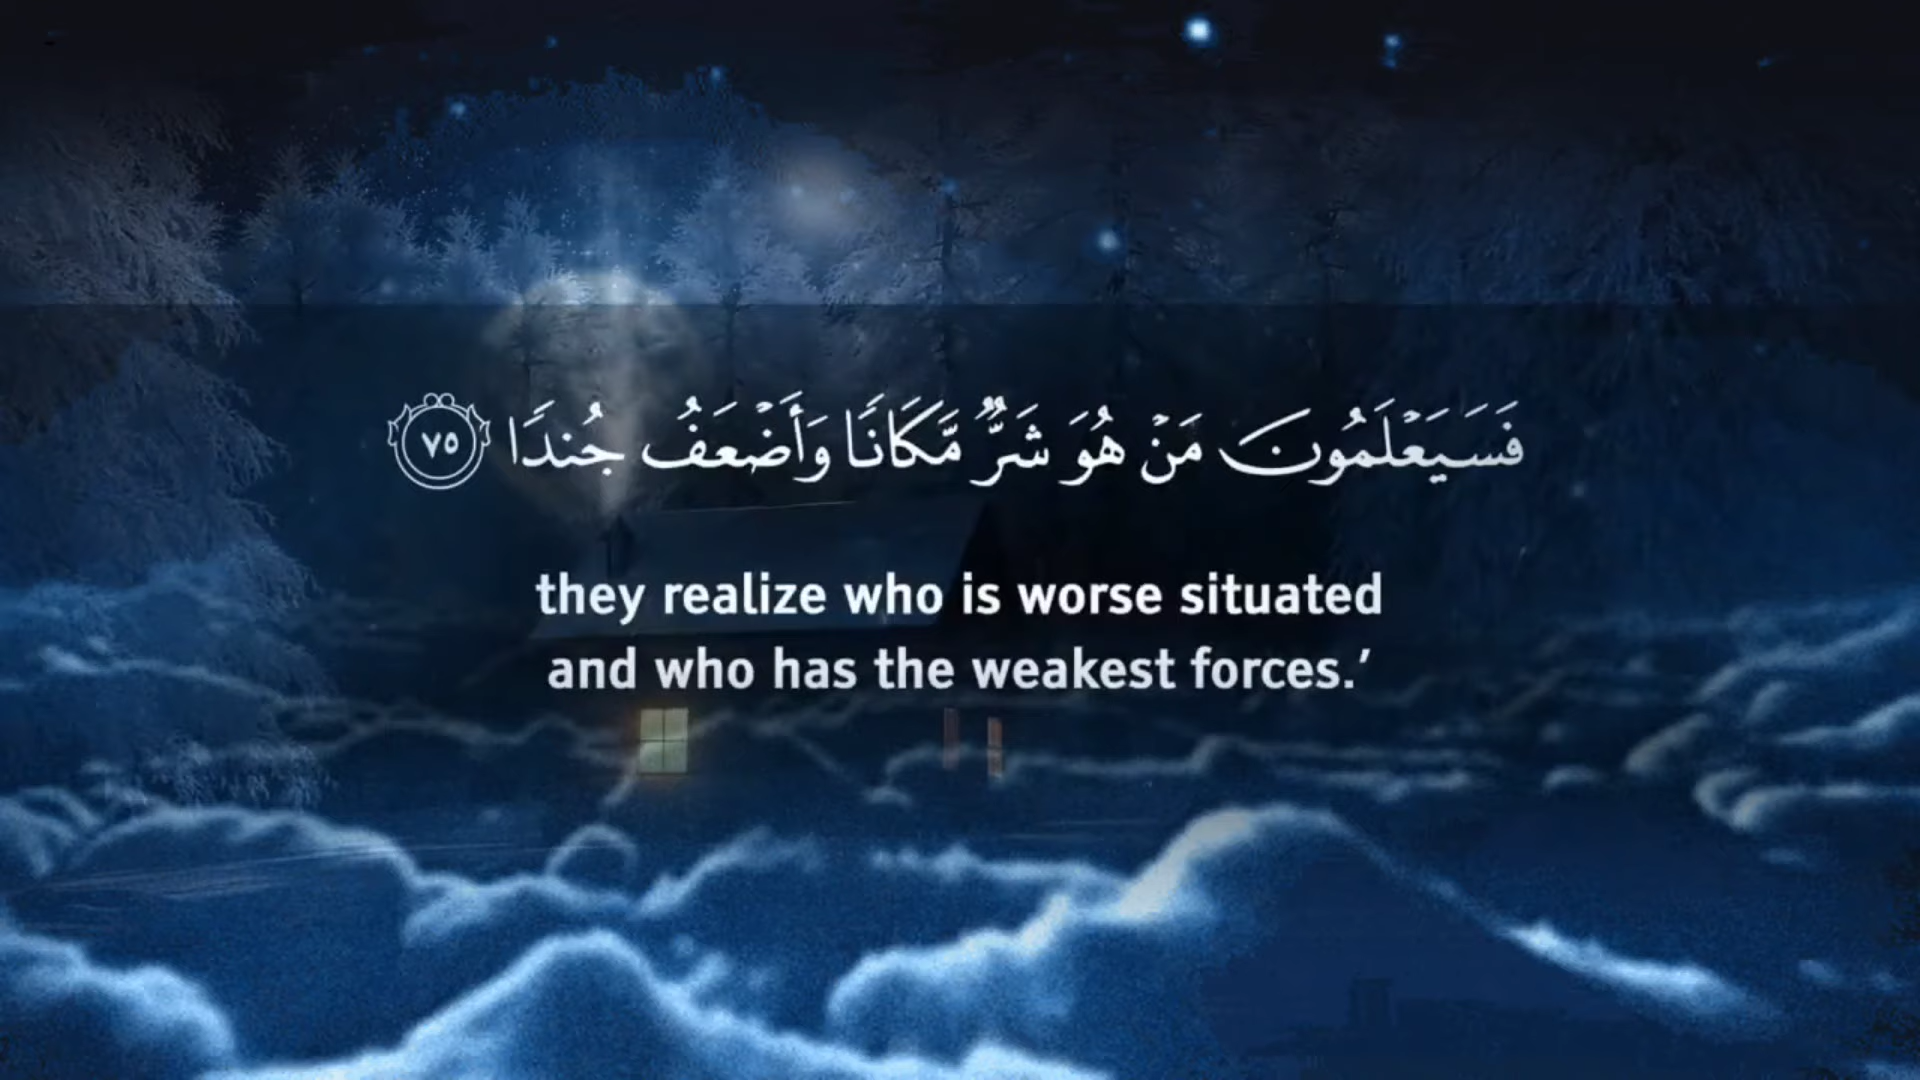 فَسَيَعْلَمُونَ مَنْ هُوَ شَرٌّ مَّكَانًا وَأَضْعَفُ جُندًا ٧٥
they realize who is worse situated
and who has the weakest forces.’